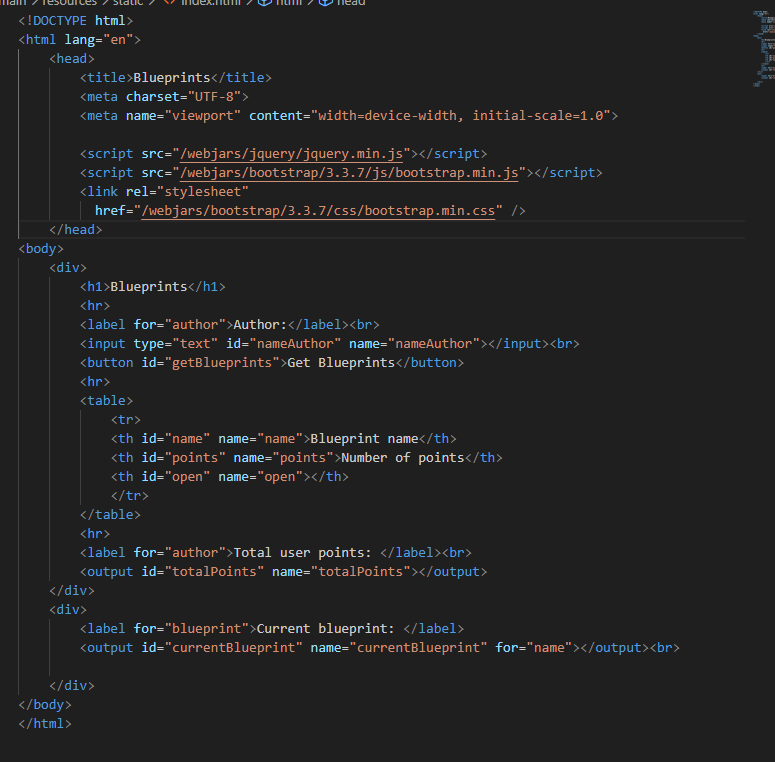 main > resources > static > <> index.html > html > head
<!DOCTYPE html>
<html lang="en">
    <head>
        <title>Blueprints</title>
        <meta charset="UTF-8">
        <meta name="viewport" content="width=device-width, initial-scale=1.0">

        <script src="/webjars/jquery/jquery.min.js"></script>
        <script src="/webjars/bootstrap/3.3.7/js/bootstrap.min.js"></script>
        <link rel="stylesheet"
          href="/webjars/bootstrap/3.3.7/css/bootstrap.min.css" />
    </head>
<body>
    <div>
        <h1>Blueprints</h1>
        <hr>
        <label for="author">Author:</label><br>
        <input type="text" id="nameAuthor" name="nameAuthor"></input><br>
        <button id="getBlueprints">Get Blueprints</button>
        <hr>
        <table>
            <tr>
            <th id="name" name="name">Blueprint name</th>
            <th id="points" name="points">Number of points</th>
            <th id="open" name="open"></th>
            </tr>
        </table>
        <hr>
        <label for="author">Total user points: </label><br>
        <output id="totalPoints" name="totalPoints"></output>
    </div>
    <div>
        <label for="blueprint">Current blueprint: </label>
        <output id="currentBlueprint" name="currentBlueprint" for="name"></output><br>

    </div>
</body>
</html>